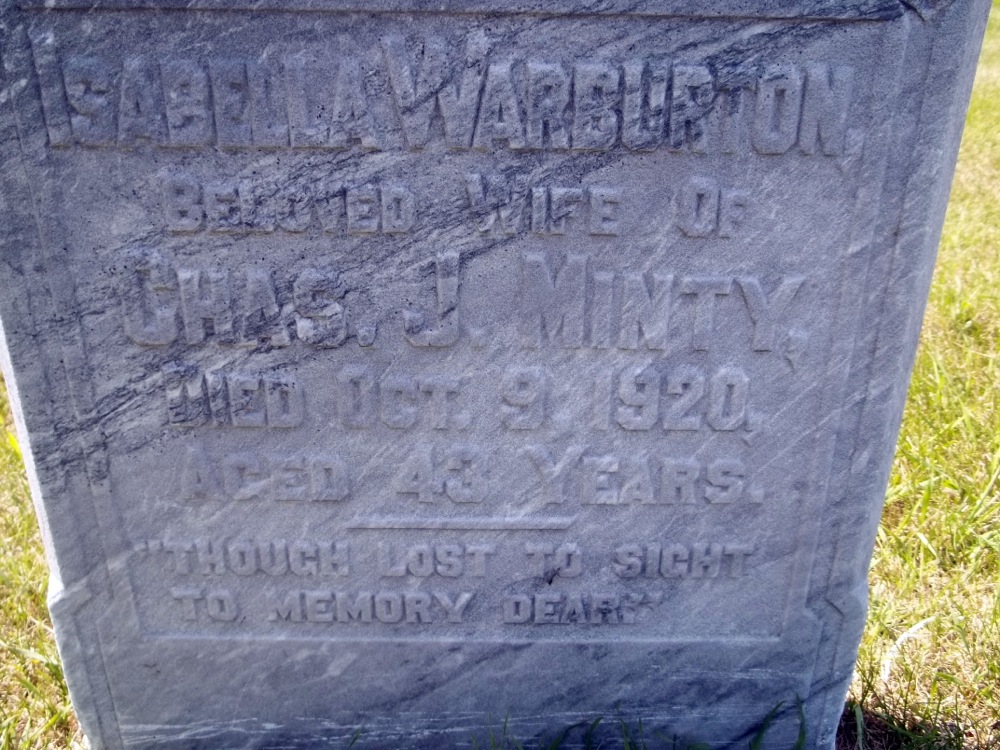 ISABELLA WARBURTON,
BELOVED WIFE OF
CHAS. J. MINTY,
DIED OCT. 9, 1920,
AGED 43 YEARS.
"THOUGH LOST TO SIGHT
TO MEMORY DEAR"